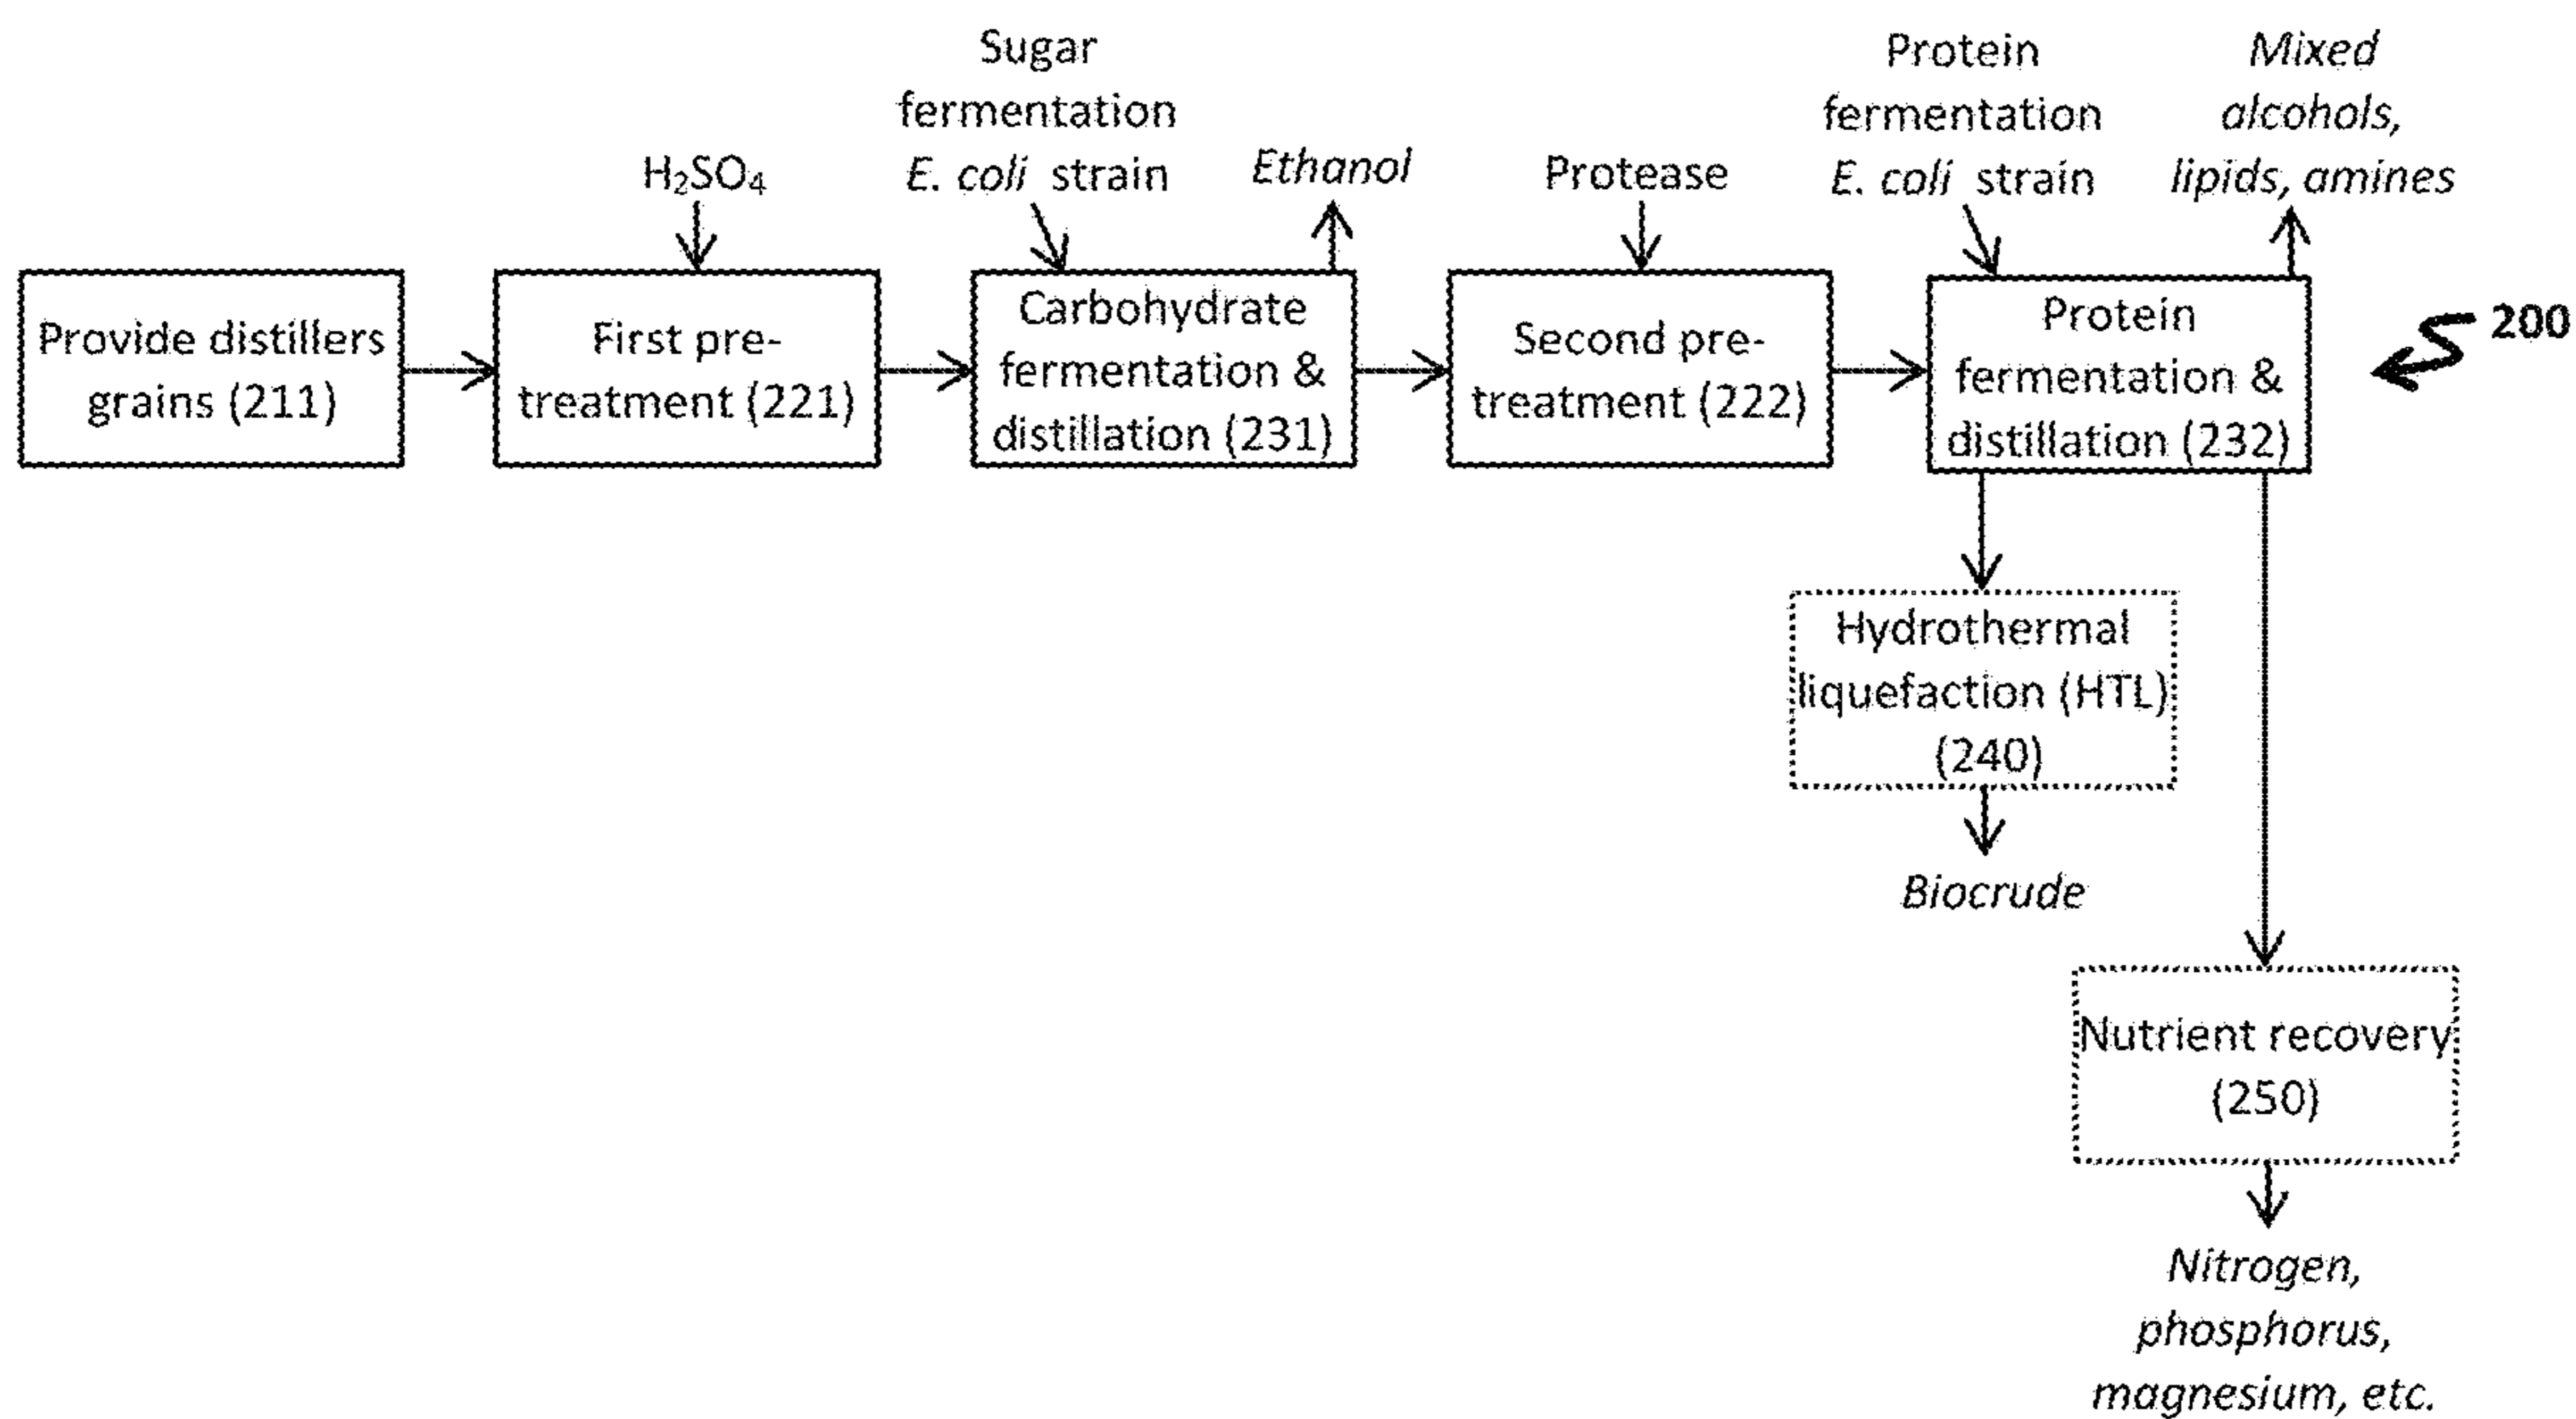 Sugar
fermentation
E. coli strain
Protein
fermentation
E. coli strain
Mixed
alcohols,
lipids, amines
H₂SO₄
Ethanol
Protease
Provide distillers
grains (211)
First pre-
treatment (221)
Carbohydrate
fermentation &
distillation (231)
Second pre-
treatment (222)
Protein
fermentation &
distillation (232)
200
Hydrothermal
liquefaction (HTL)
(240)
Biocrude
Nutrient recovery
(250)
Nitrogen,
phosphorus,
magnesium, etc.